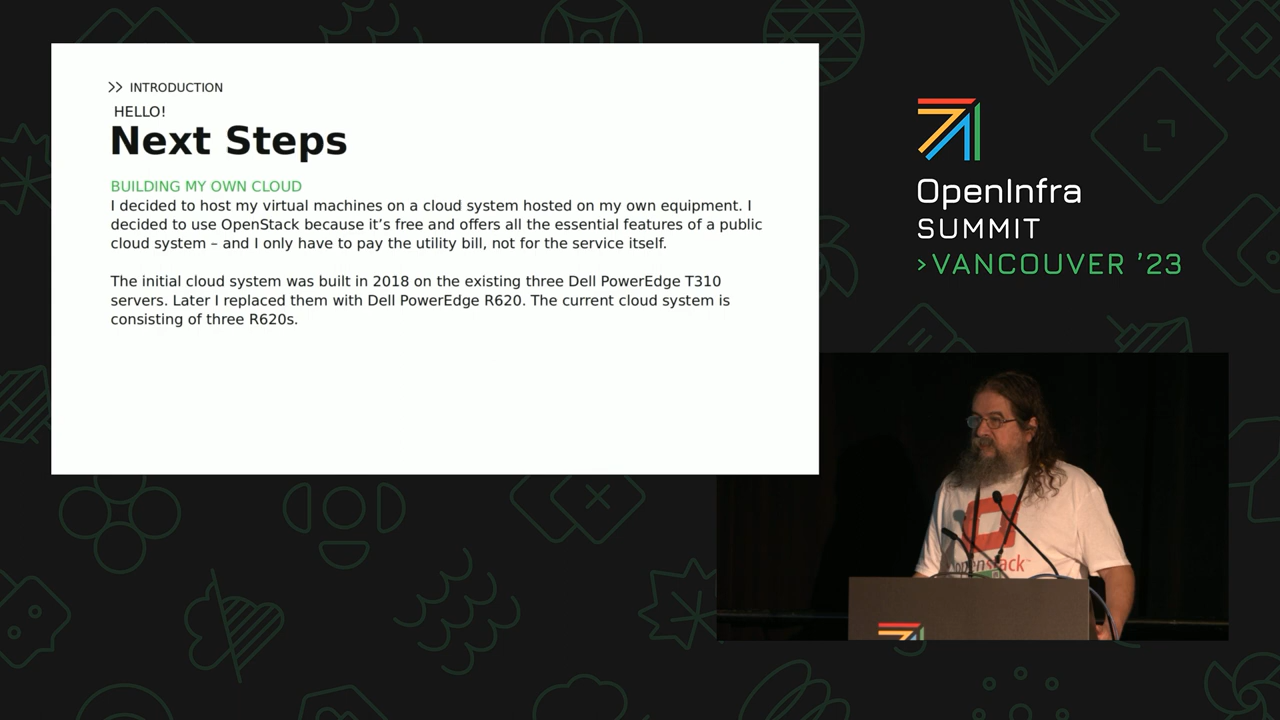 >> INTRODUCTION
HELLO!
Next Steps
BUILDING MY OWN CLOUD
I decided to host my virtual machines on a cloud system hosted on my own equipment. I
decided to use OpenStack because it’s free and offers all the essential features of a public
cloud system – and I only have to pay the utility bill, not for the service itself.
The initial cloud system was built in 2018 on the existing three Dell PowerEdge T310
servers. Later I replaced them with Dell PowerEdge R620. The current cloud system is
consisting of three R620s.
OpenInfra
SUMMIT
>VANCOUVER ’23
openstack